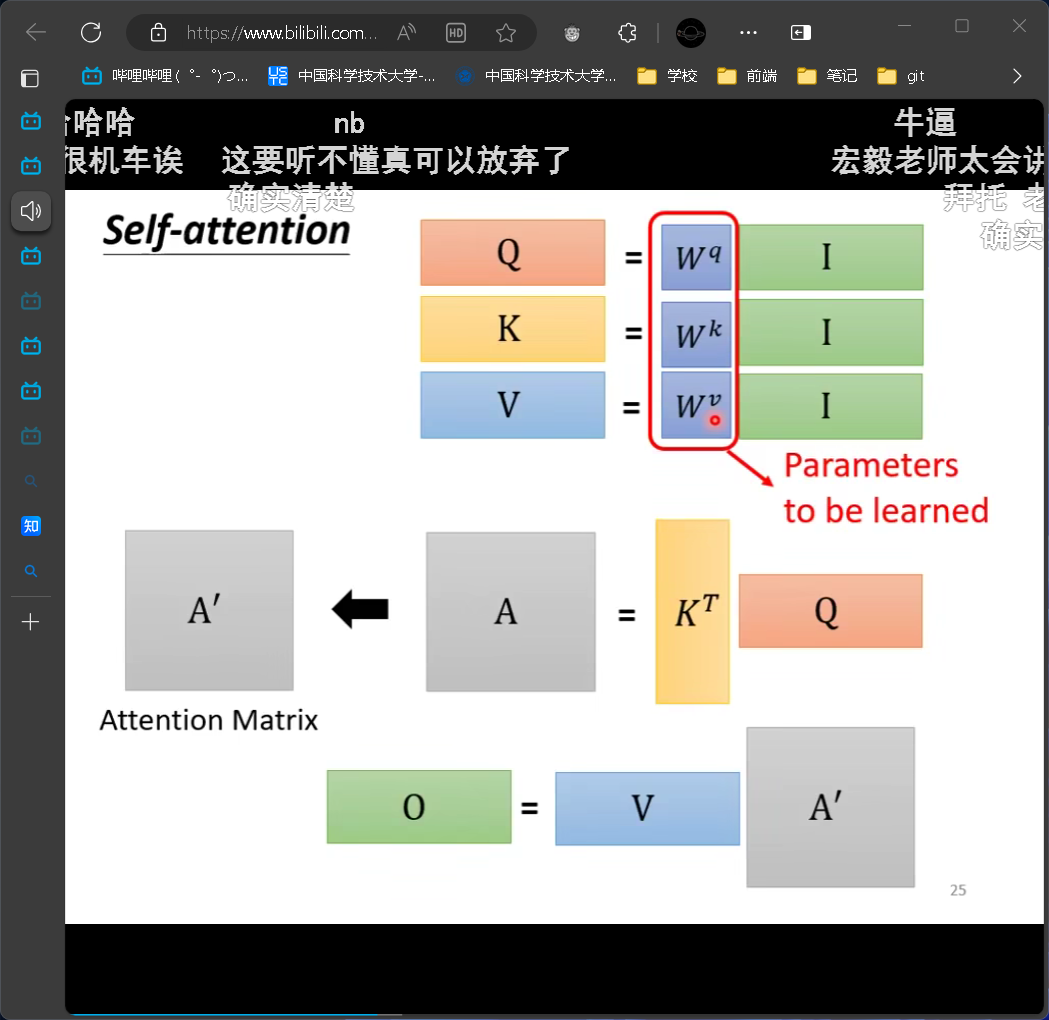 https://www.bilibili.com...
HD
哔哩哔哩 (゜-゜)つ...
中国科学技术大学-...
中国科学技术大学...
学校
前端
笔记
git
哈哈
nb
牛逼
很机车诶
这要听不懂真可以放弃了
宏毅老师太会讲
确实清楚
拜托 老
确实
Self-attention
Q = W^q I
K = W^k I
V = W^v I
Parameters
to be learned
知
A′ A = K^T Q
Attention Matrix
O = V A′
25